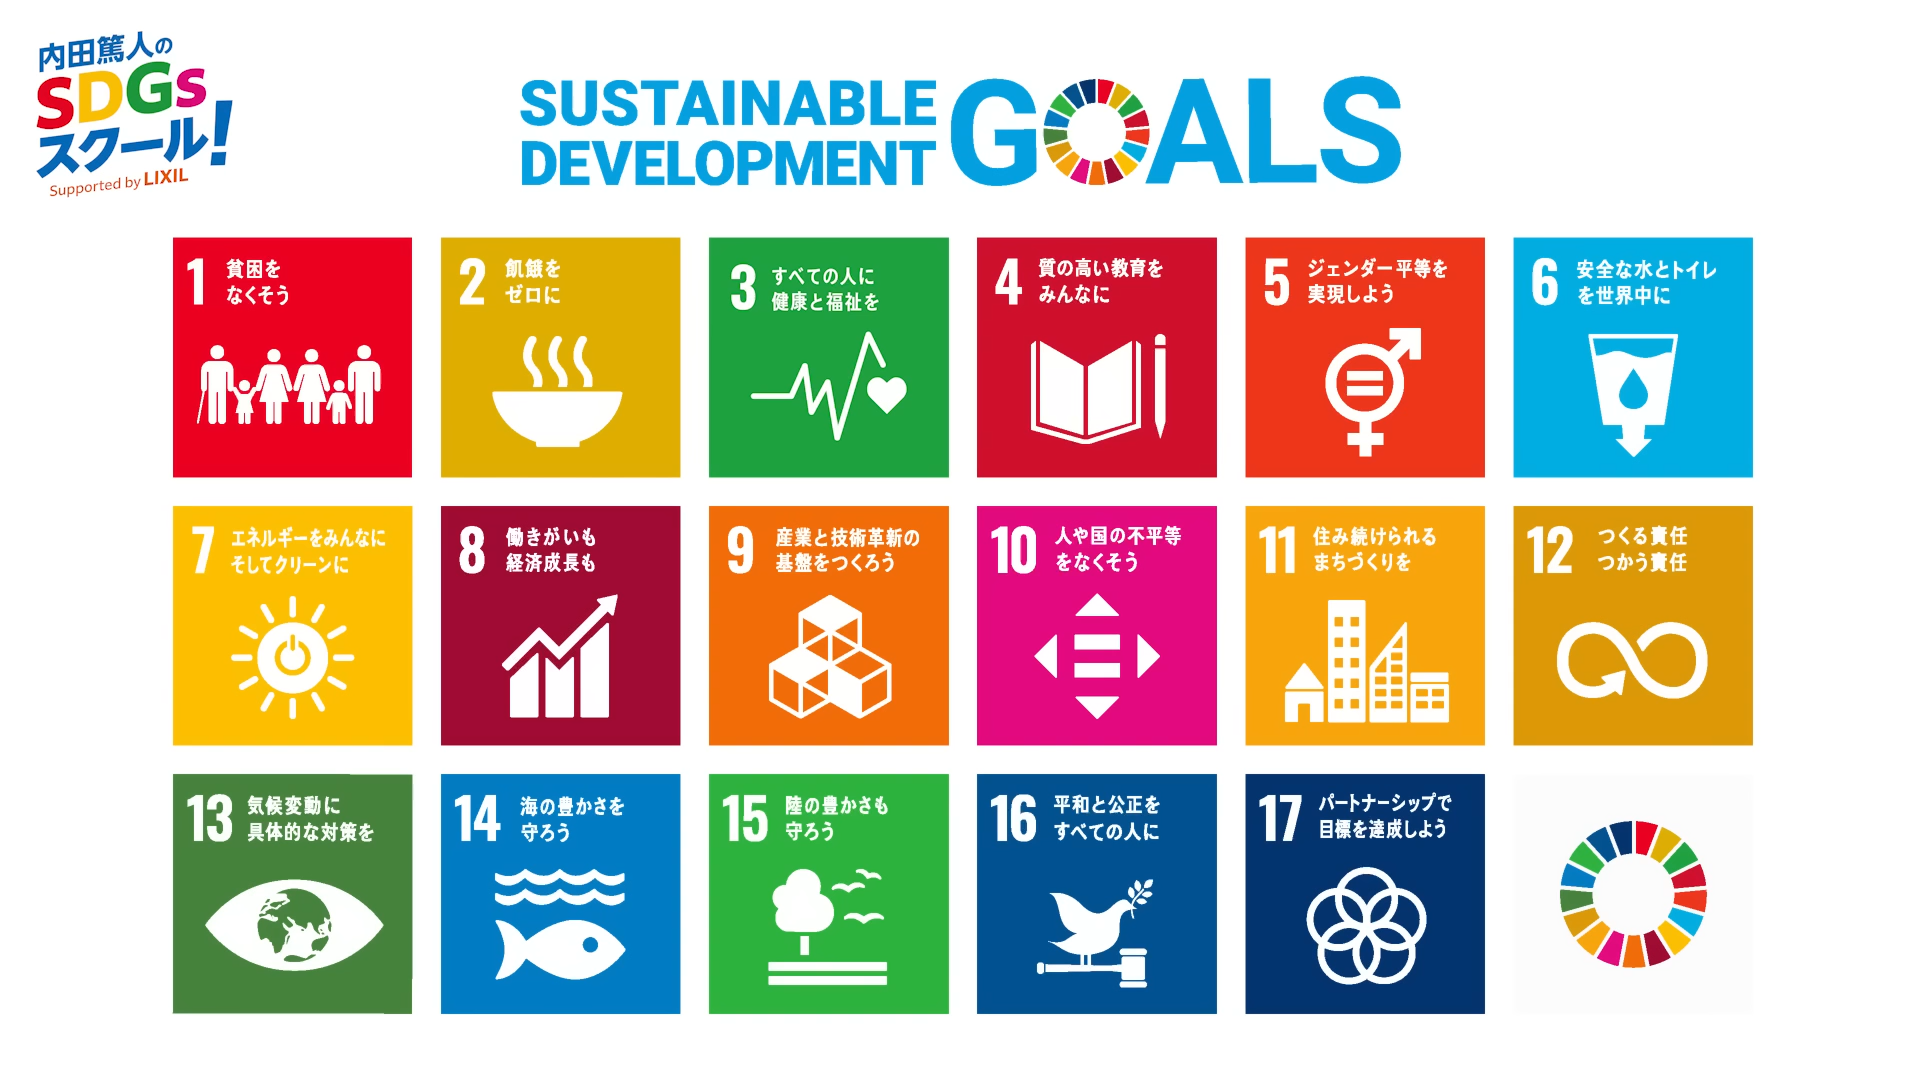 内田篤人の
SDGs
スクール!
Supported by LIXIL
SUSTAINABLE
DEVELOPMENT
GOALS
1 貧困を
なくそう
2 飢餓を
ゼロに
3 すべての人に
健康と福祉を
4 質の高い教育を
みんなに
5 ジェンダー平等を
実現しよう
6 安全な水とトイレ
を世界中に
7 エネルギーをみんなに
そしてクリーンに
8 働きがいも
経済成長も
9 産業と技術革新の
基盤をつくろう
10 人や国の不平等
をなくそう
11 住み続けられる
まちづくりを
12 つくる責任
つかう責任
13 気候変動に
具体的な対策を
14 海の豊かさを
守ろう
15 陸の豊かさも
守ろう
16 平和と公正を
すべての人に
17 パートナーシップで
目標を達成しよう